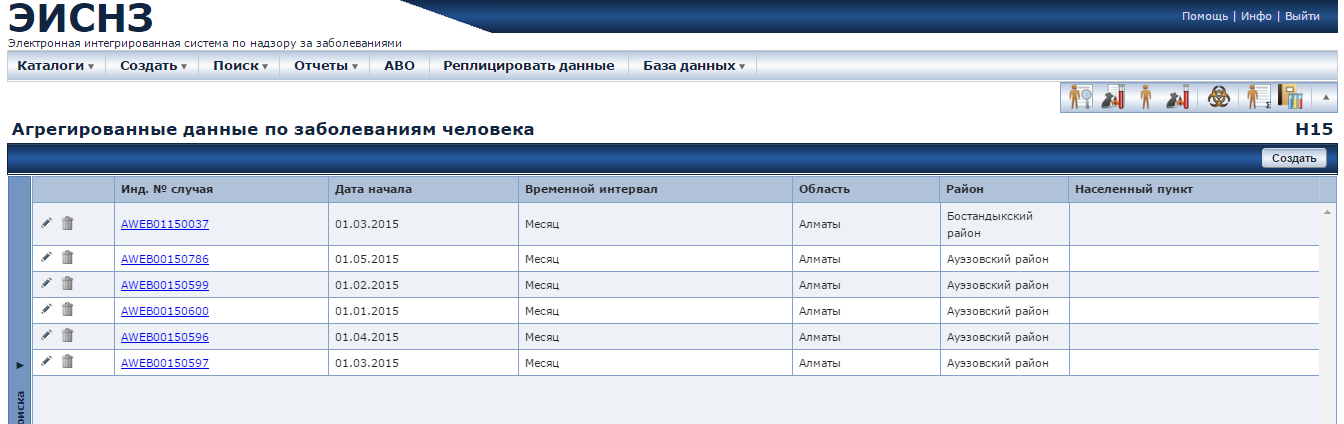 ЭИСНЗ
Помощь | Инфо | Выйти
Электронная интегрированная система по надзору за заболеваниями
Каталоги Создать Поиск Отчеты АВО Реплицировать данные База данных
Агрегированные данные по заболеваниям человека H15
Создать
Инд. № случая Дата начала Временной интервал Область Район Населенный пункт
AWEB01150037 01.03.2015 Месяц Алматы Бостандыкский район
AWEB00150786 01.05.2015 Месяц Алматы Ауэзовский район
AWEB00150599 01.02.2015 Месяц Алматы Ауэзовский район
AWEB00150600 01.01.2015 Месяц Алматы Ауэзовский район
AWEB00150596 01.04.2015 Месяц Алматы Ауэзовский район
AWEB00150597 01.03.2015 Месяц Алматы Ауэзовский район